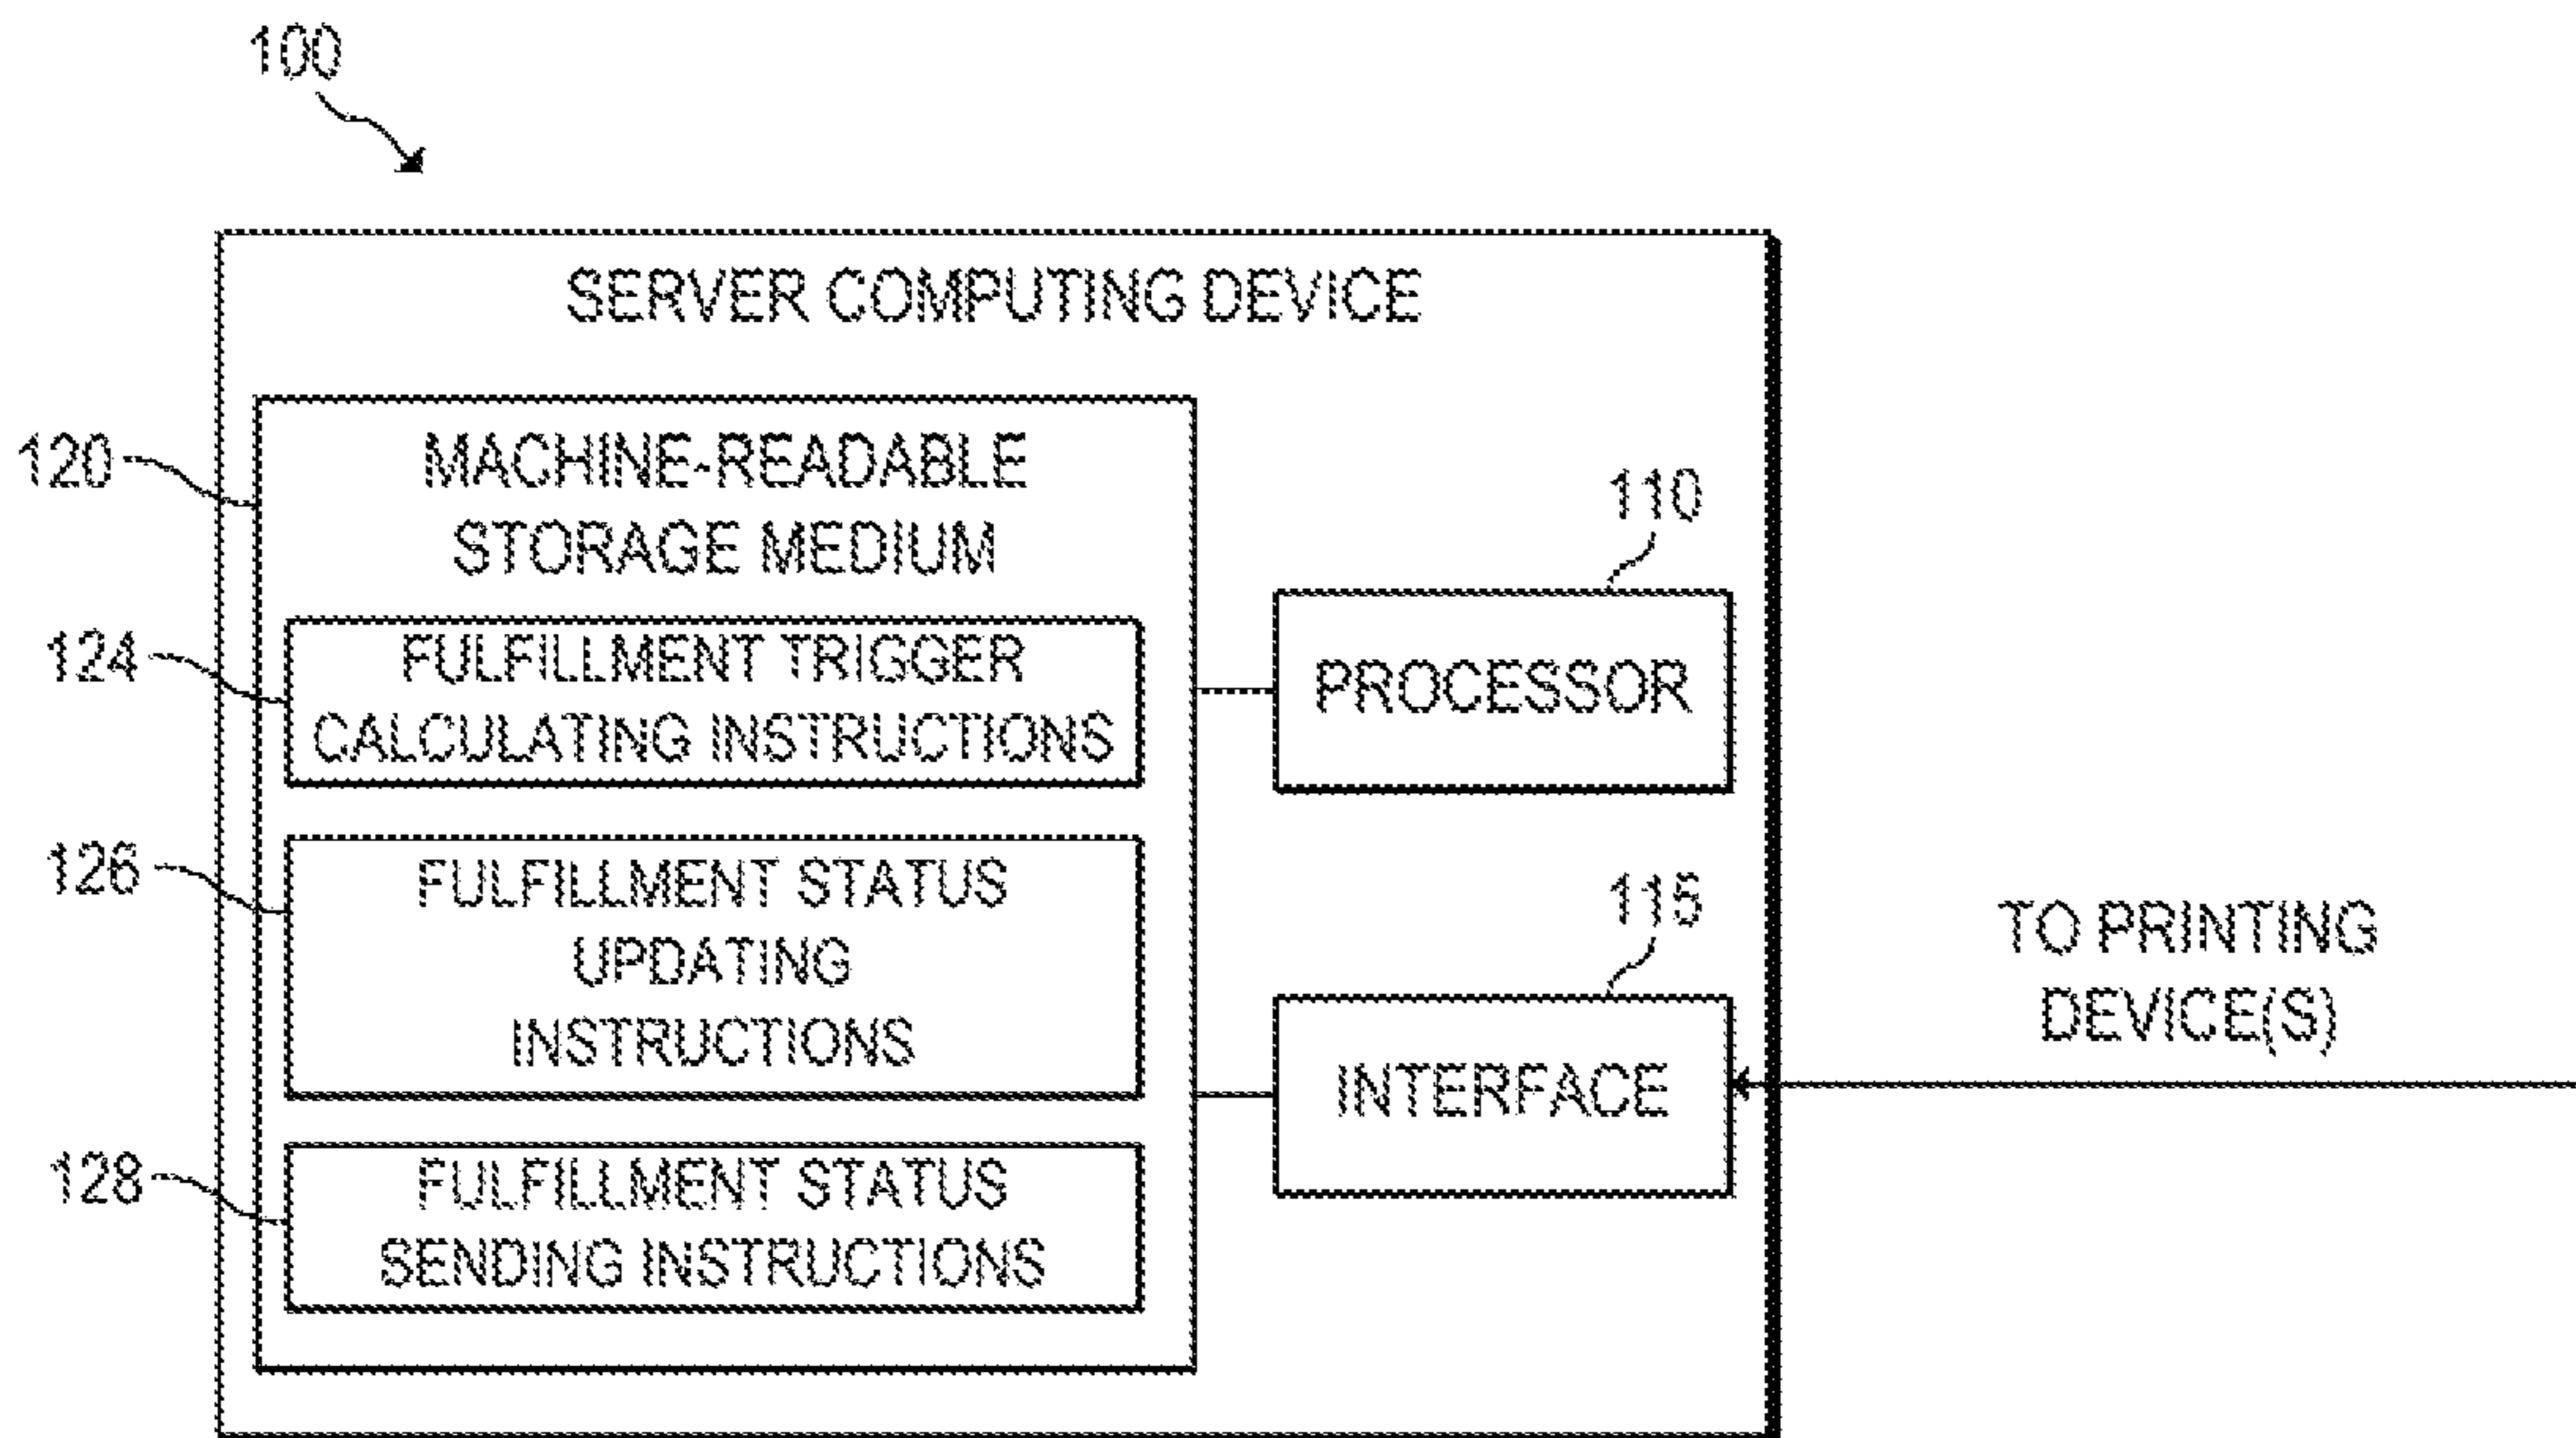 100
SERVER COMPUTING DEVICE
120
MACHINE-READABLE
STORAGE MEDIUM
110
124
FULFILLMENT TRIGGER
CALCULATING INSTRUCTIONS
PROCESSOR
126
FULFILLMENT STATUS
UPDATING
INSTRUCTIONS
115
INTERFACE
TO PRINTING
DEVICE(S)
128
FULFILLMENT STATUS
SENDING INSTRUCTIONS